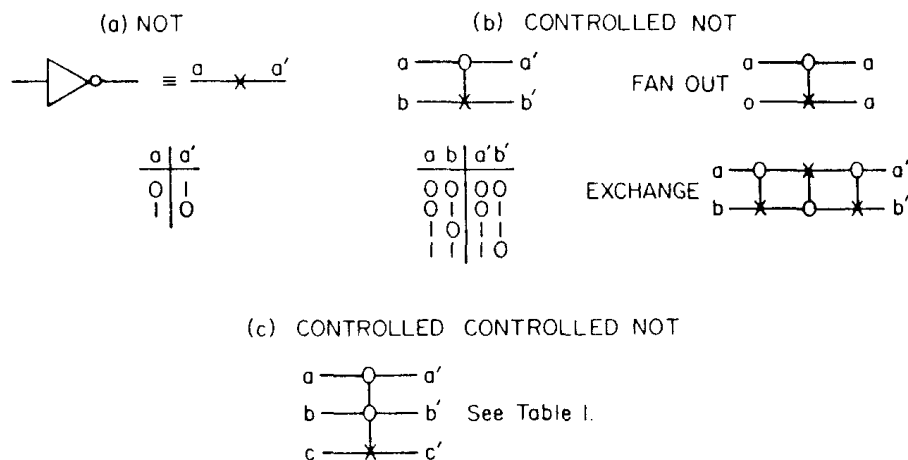 (a) NOT
(b) CONTROLLED NOT
≡ a a'
a a'
b b'
FAN OUT
a a
o a
a a'
0 1
1 0
a b a' b'
0 0 0 0
0 1 0 1
1 0 1 1
1 1 1 0
EXCHANGE
a a'
b b'
(c) CONTROLLED CONTROLLED NOT
a a'
b b' See Table I.
c c'